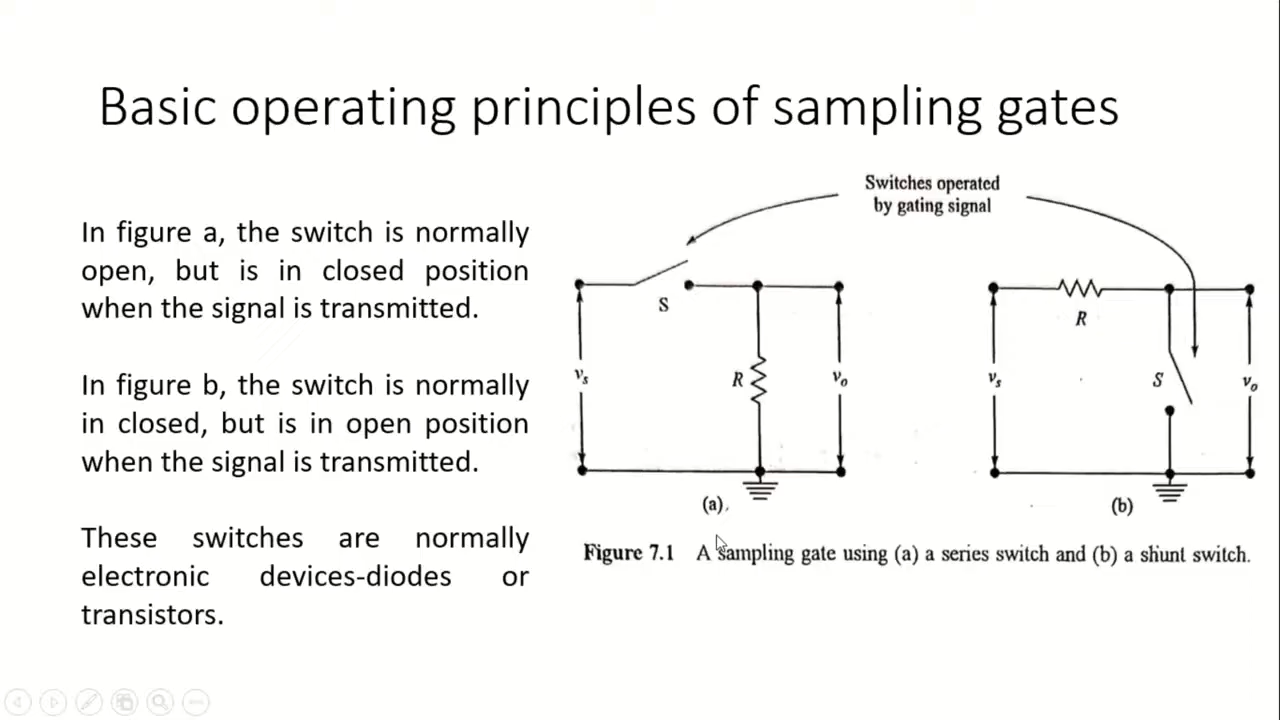 Basic operating principles of sampling gates
In figure a, the switch is normally
open, but is in closed position
when the signal is transmitted.
In figure b, the switch is normally
in closed, but is in open position
when the signal is transmitted.
These switches are normally
electronic devices-diodes or
transistors.
Switches operated
by gating signal
S
vs
R
vo
(a)
R
vs
S
vo
(b)
Figure 7.1 A sampling gate using (a) a series switch and (b) a shunt switch.